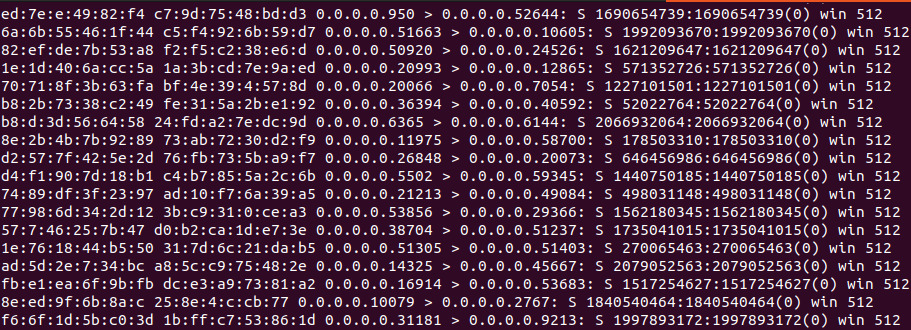 ed:7e:e:49:82:f4 c7:9d:75:48:bd:d3 0.0.0.0.950 > 0.0.0.0.52644: S 1690654739:1690654739(0) win 512
6a:6b:55:46:1f:44 c5:f4:92:6b:59:d7 0.0.0.0.51663 > 0.0.0.0.10605: S 1992093670:1992093670(0) win 512
82:ef:de:7b:53:a8 f2:f5:c2:38:e6:d 0.0.0.0.50920 > 0.0.0.0.24526: S 1621209647:1621209647(0) win 512
1e:1d:40:6a:cc:5a 1a:3b:cd:7e:9a:ed 0.0.0.0.20993 > 0.0.0.0.12865: S 571352726:571352726(0) win 512
70:71:8f:3b:63:fa bf:4e:39:4:57:8d 0.0.0.0.20066 > 0.0.0.0.7054: S 1227101501:1227101501(0) win 512
b8:2b:73:38:c2:49 fe:31:5a:2b:e1:92 0.0.0.0.36394 > 0.0.0.0.40592: S 52022764:52022764(0) win 512
b8:d:3d:56:64:58 24:fd:a2:7e:dc:9d 0.0.0.0.6365 > 0.0.0.0.6144: S 2066932064:2066932064(0) win 512
8e:2b:4b:7b:92:89 73:ab:72:30:d2:f9 0.0.0.0.11975 > 0.0.0.0.58700: S 178503310:178503310(0) win 512
d2:57:7f:42:5e:2d 76:fb:73:5b:a9:f7 0.0.0.0.26848 > 0.0.0.0.20073: S 646456986:646456986(0) win 512
d4:f1:90:7d:18:b1 c4:b7:85:5a:2c:6b 0.0.0.0.5502 > 0.0.0.0.59345: S 1440750185:1440750185(0) win 512
74:89:df:3f:23:97 ad:10:f7:6a:39:a5 0.0.0.0.21213 > 0.0.0.0.49084: S 498031148:498031148(0) win 512
77:98:6d:34:2d:12 3b:c9:31:0:ce:a3 0.0.0.0.53856 > 0.0.0.0.29366: S 1562180345:1562180345(0) win 512
57:7:46:25:7b:47 d0:b2:ca:1d:e7:3e 0.0.0.0.38704 > 0.0.0.0.51237: S 1735041015:1735041015(0) win 512
1e:76:18:44:b5:50 31:7d:6c:21:da:b5 0.0.0.0.51305 > 0.0.0.0.51403: S 270065463:270065463(0) win 512
ad:5d:2e:7:34:bc a8:5c:c9:75:48:2e 0.0.0.0.14325 > 0.0.0.0.45667: S 2079052563:2079052563(0) win 512
fb:e1:ea:6f:9b:fb dc:e3:a9:73:81:a2 0.0.0.0.16914 > 0.0.0.0.53683: S 1517254627:1517254627(0) win 512
8e:ed:9f:6b:8a:c 25:8e:4:c:cb:77 0.0.0.0.10079 > 0.0.0.0.2767: S 1840540464:1840540464(0) win 512
f6:6f:1d:5b:c0:3d 1b:ff:c7:53:86:1d 0.0.0.0.31181 > 0.0.0.0.9213: S 1997893172:1997893172(0) win 512